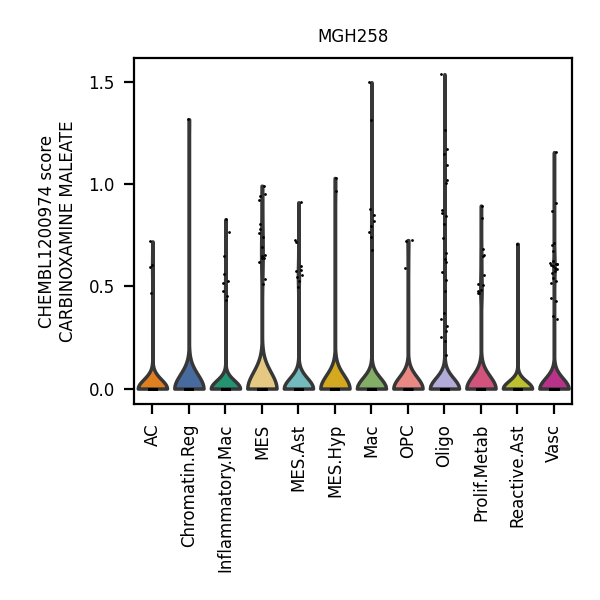 MGH258
CHEMBL1200974 score
CARBINOXAMINE MALEATE
1.5
1.0
0.5
0.0
AC
Chromatin.Reg
Inflammatory.Mac
MES
MES.Ast
MES.Hyp
Mac
OPC
Oligo
Prolif.Metab
Reactive.Ast
Vasc